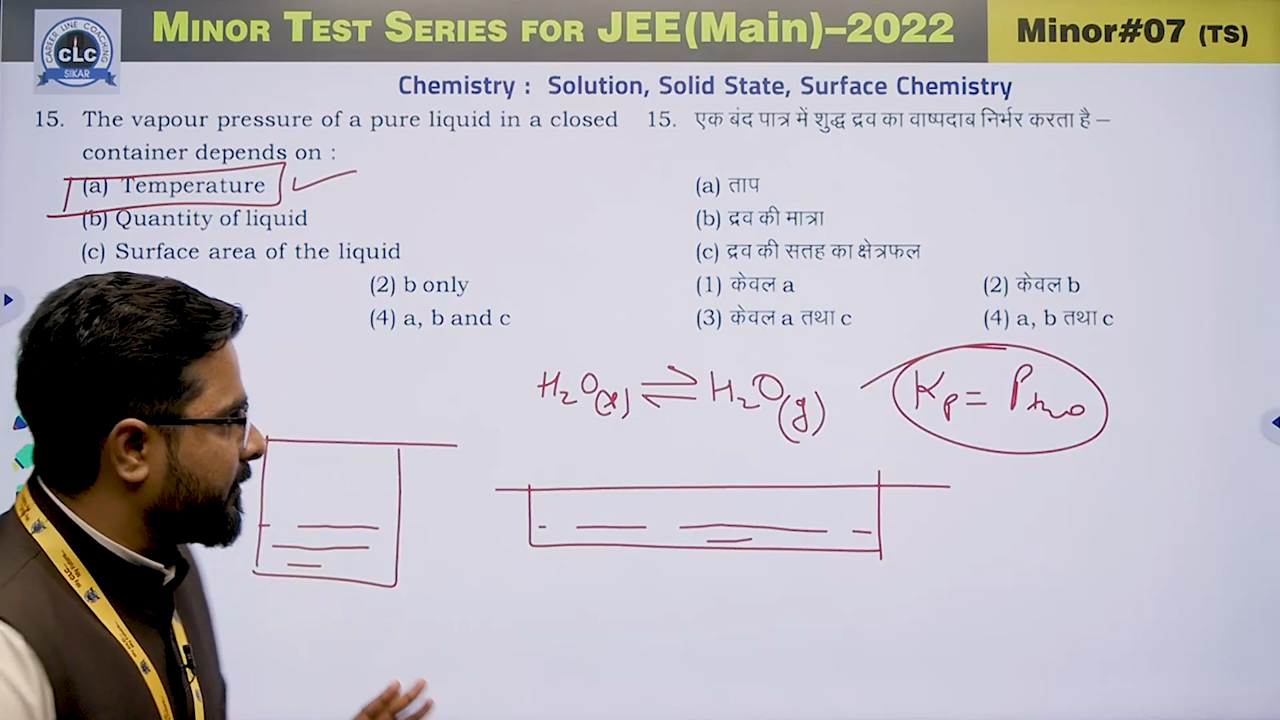 MINOR TEST SERIES FOR JEE(MAIN)–2022
Minor#07 (TS)
CAREER LINE COACHING
CLC
SIKAR
Chemistry : Solution, Solid State, Surface Chemistry
15. The vapour pressure of a pure liquid in a closed
container depends on :
(a) Temperature
(b) Quantity of liquid
(c) Surface area of the liquid
(2) b only
(4) a, b and c
15. एक बंद पात्र में शुद्ध द्रव का वाष्पदाब निर्भर करता है –
(a) ताप
(b) द्रव की मात्रा
(c) द्रव की सतह का क्षेत्रफल
(1) केवल a (2) केवल b
(3) केवल a तथा c (4) a, b तथा c
H₂O(l) ⇌ H₂O(g) Kp = PH₂O